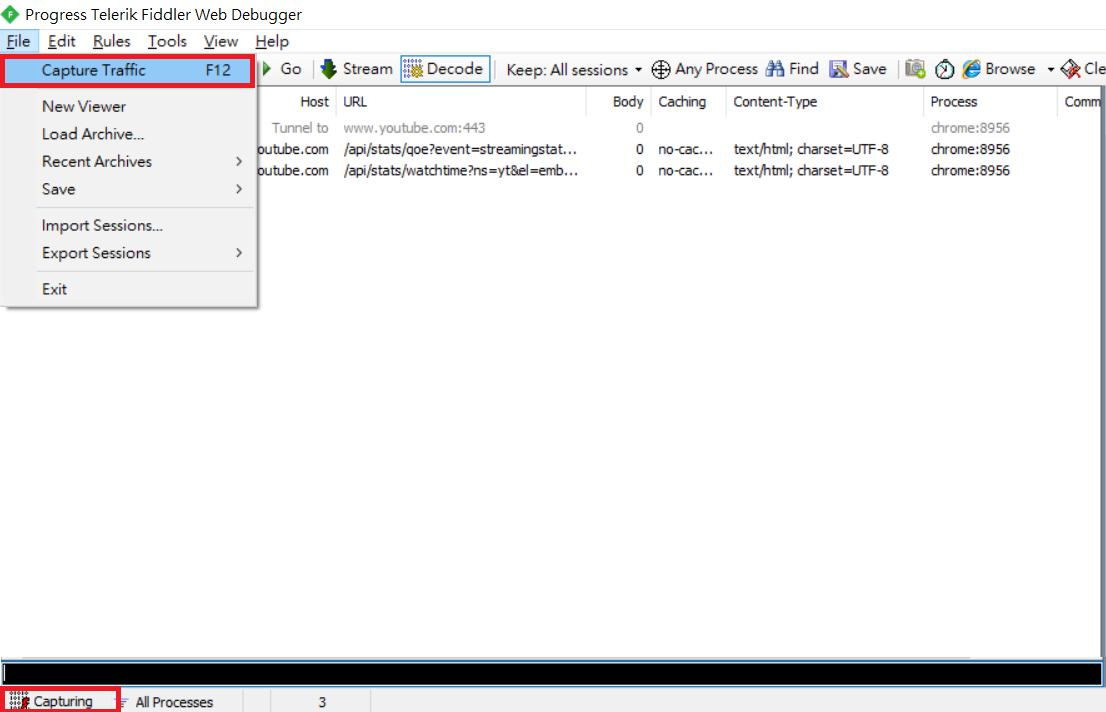 Progress Telerik Fiddler Web Debugger
File Edit Rules Tools View Help
Capture Traffic F12 Go Stream Decode Keep: All sessions Any Process Find Save Browse Cle
New Viewer
Load Archive...
Recent Archives
Save
Import Sessions...
Export Sessions
Exit
Host URL Body Caching Content-Type Process Comm
Tunnel to www.youtube.com:443 0 chrome:8956
outube.com /api/stats/qoe?event=streamingstat... 0 no-cac... text/html; charset=UTF-8 chrome:8956
outube.com /api/stats/watchtime?ns=yt&el=emb... 0 no-cac... text/html; charset=UTF-8 chrome:8956
Capturing All Processes 3